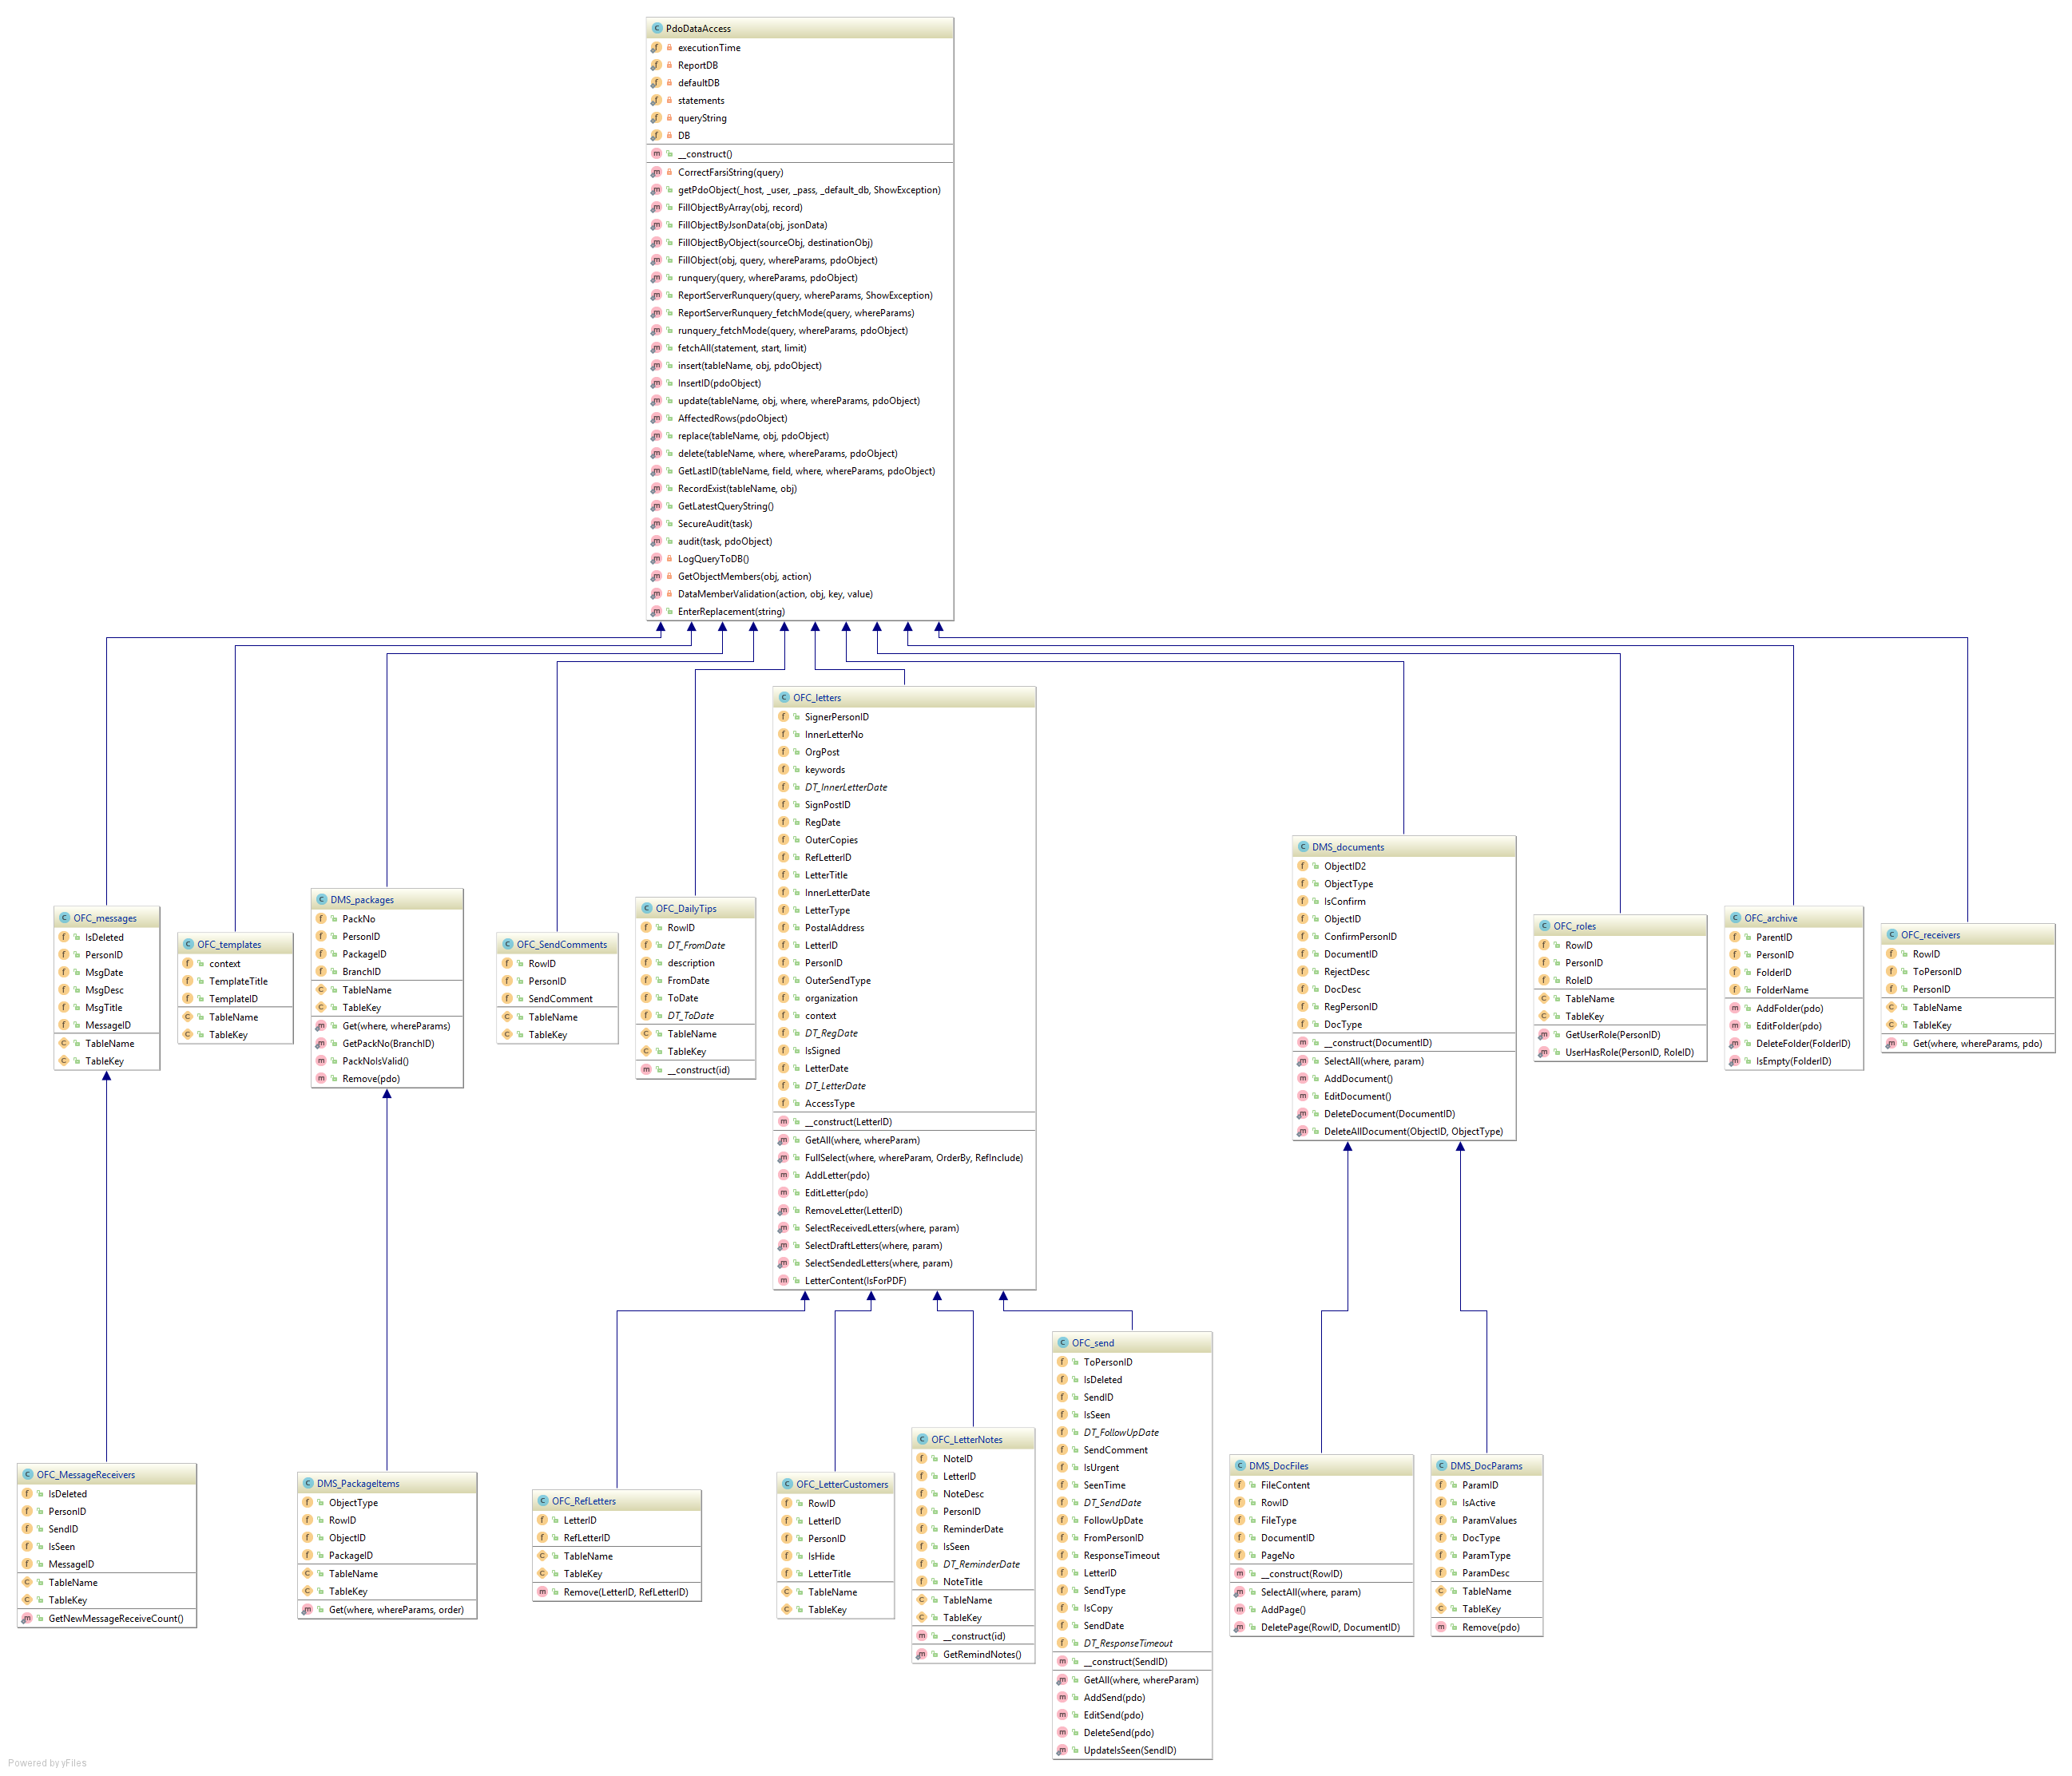 PdoDataAccess
executionTime
ReportDB
defaultDB
statements
queryString
DB
__construct()
CorrectFarsiString(query)
getPdoObject(_host, _user, _pass, _default_db, ShowException)
FillObjectByArray(obj, record)
FillObjectByJsonData(obj, jsonData)
FillObjectByObject(sourceObj, destinationObj)
FillObject(obj, query, whereParams, pdoObject)
runquery(query, whereParams, pdoObject)
ReportServerRunquery(query, whereParams, ShowException)
ReportServerRunquery_fetchMode(query, whereParams)
runquery_fetchMode(query, whereParams, pdoObject)
fetchAll(statement, start, limit)
insert(tableName, obj, pdoObject)
InsertID(pdoObject)
update(tableName, obj, where, whereParams, pdoObject)
AffectedRows(pdoObject)
replace(tableName, obj, pdoObject)
delete(tableName, where, whereParams, pdoObject)
GetLastID(tableName, field, where, whereParams, pdoObject)
RecordExist(tableName, obj)
GetLatestQueryString()
SecureAudit(task)
audit(task, pdoObject)
LogQueryToDB()
GetObjectMembers(obj, action)
DataMemberValidation(action, obj, key, value)
EnterReplacement(string)
OFC_messages
IsDeleted
PersonID
MsgDate
MsgDesc
MsgTitle
MessageID
TableName
TableKey
OFC_templates
context
TemplateTitle
TemplateID
TableName
TableKey
DMS_packages
PackNo
PersonID
PackageID
BranchID
TableName
TableKey
Get(where, whereParams)
GetPackNo(BranchID)
PackNoIsValid()
Remove(pdo)
OFC_SendComments
RowID
PersonID
SendComment
TableName
TableKey
OFC_DailyTips
RowID
DT_FromDate
description
FromDate
ToDate
DT_ToDate
TableName
TableKey
__construct(id)
OFC_letters
SignerPersonID
InnerLetterNo
OrgPost
keywords
DT_InnerLetterDate
SignPostID
RegDate
OuterCopies
RefLetterID
LetterTitle
InnerLetterDate
LetterType
PostalAddress
LetterID
PersonID
OuterSendType
organization
context
DT_RegDate
IsSigned
LetterDate
DT_LetterDate
AccessType
__construct(LetterID)
GetAll(where, whereParam)
FullSelect(where, whereParam, OrderBy, RefInclude)
AddLetter(pdo)
EditLetter(pdo)
RemoveLetter(LetterID)
SelectReceivedLetters(where, param)
SelectDraftLetters(where, param)
SelectSendedLetters(where, param)
LetterContent(IsForPDF)
DMS_documents
ObjectID2
ObjectType
IsConfirm
ObjectID
ConfirmPersonID
DocumentID
RejectDesc
DocDesc
RegPersonID
DocType
__construct(DocumentID)
SelectAll(where, param)
AddDocument()
EditDocument()
DeleteDocument(DocumentID)
DeleteAllDocument(ObjectID, ObjectType)
OFC_roles
RowID
PersonID
RoleID
TableName
TableKey
GetUserRole(PersonID)
UserHasRole(PersonID, RoleID)
OFC_archive
ParentID
PersonID
FolderID
FolderName
AddFolder(pdo)
EditFolder(pdo)
DeleteFolder(FolderID)
IsEmpty(FolderID)
OFC_receivers
RowID
ToPersonID
PersonID
TableName
TableKey
Get(where, whereParams, pdo)
OFC_MessageReceivers
IsDeleted
PersonID
SendID
IsSeen
MessageID
TableName
TableKey
GetNewMessageReceiveCount()
DMS_PackageItems
ObjectType
RowID
ObjectID
PackageID
TableName
TableKey
Get(where, whereParams, order)
OFC_RefLetters
LetterID
RefLetterID
TableName
TableKey
Remove(LetterID, RefLetterID)
OFC_LetterCustomers
RowID
LetterID
PersonID
IsHide
LetterTitle
TableName
TableKey
OFC_LetterNotes
NoteID
LetterID
NoteDesc
PersonID
ReminderDate
IsSeen
DT_ReminderDate
NoteTitle
TableName
TableKey
__construct(id)
GetRemindNotes()
OFC_send
ToPersonID
IsDeleted
SendID
IsSeen
DT_FollowUpDate
SendComment
IsUrgent
SeenTime
DT_SendDate
FollowUpDate
FromPersonID
ResponseTimeout
LetterID
SendType
IsCopy
SendDate
DT_ResponseTimeout
__construct(SendID)
GetAll(where, whereParam)
AddSend(pdo)
EditSend(pdo)
DeleteSend(pdo)
UpdateIsSeen(SendID)
DMS_DocFiles
FileContent
RowID
FileType
DocumentID
PageNo
__construct(RowID)
SelectAll(where, param)
AddPage()
DeletePage(RowID, DocumentID)
DMS_DocParams
ParamID
IsActive
ParamValues
DocType
ParamType
ParamDesc
TableName
TableKey
Remove(pdo)
Powered by yFiles